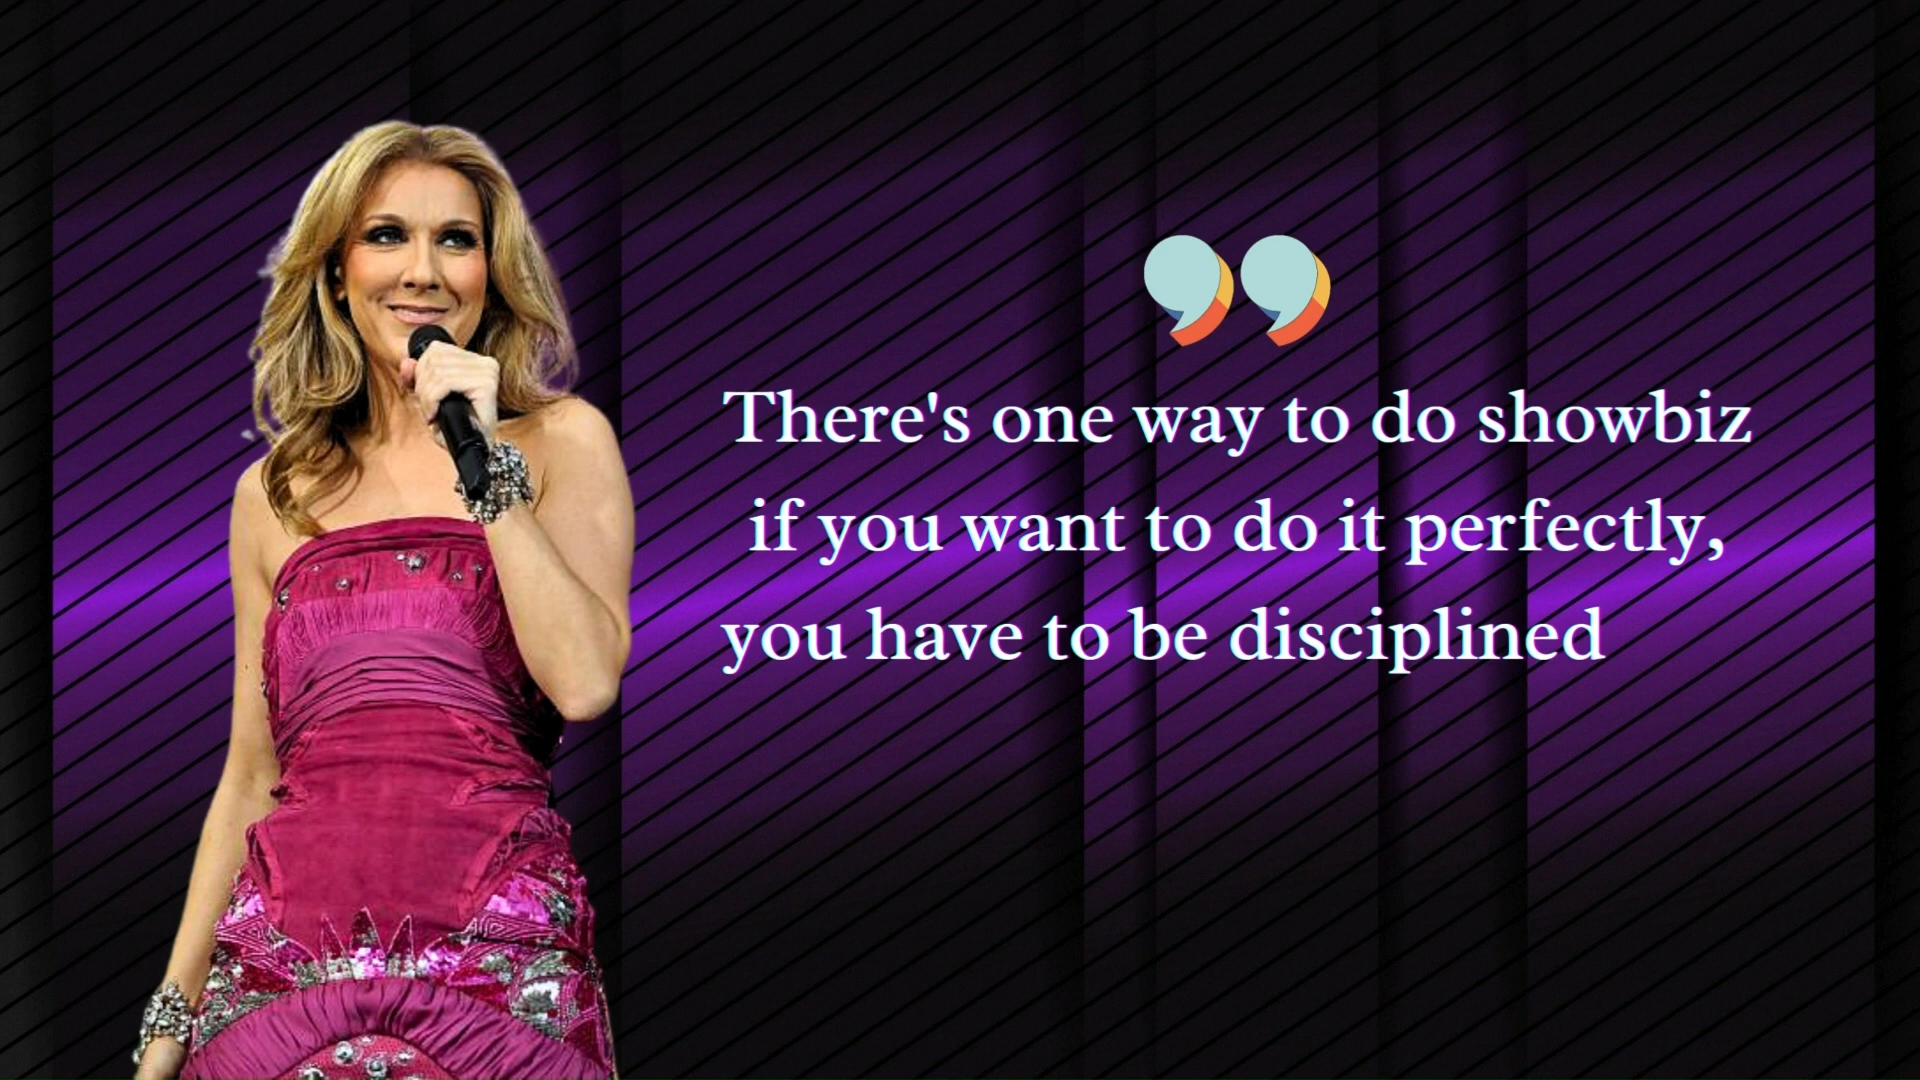 There's one way to do showbiz
if you want to do it perfectly,
you have to be disciplined